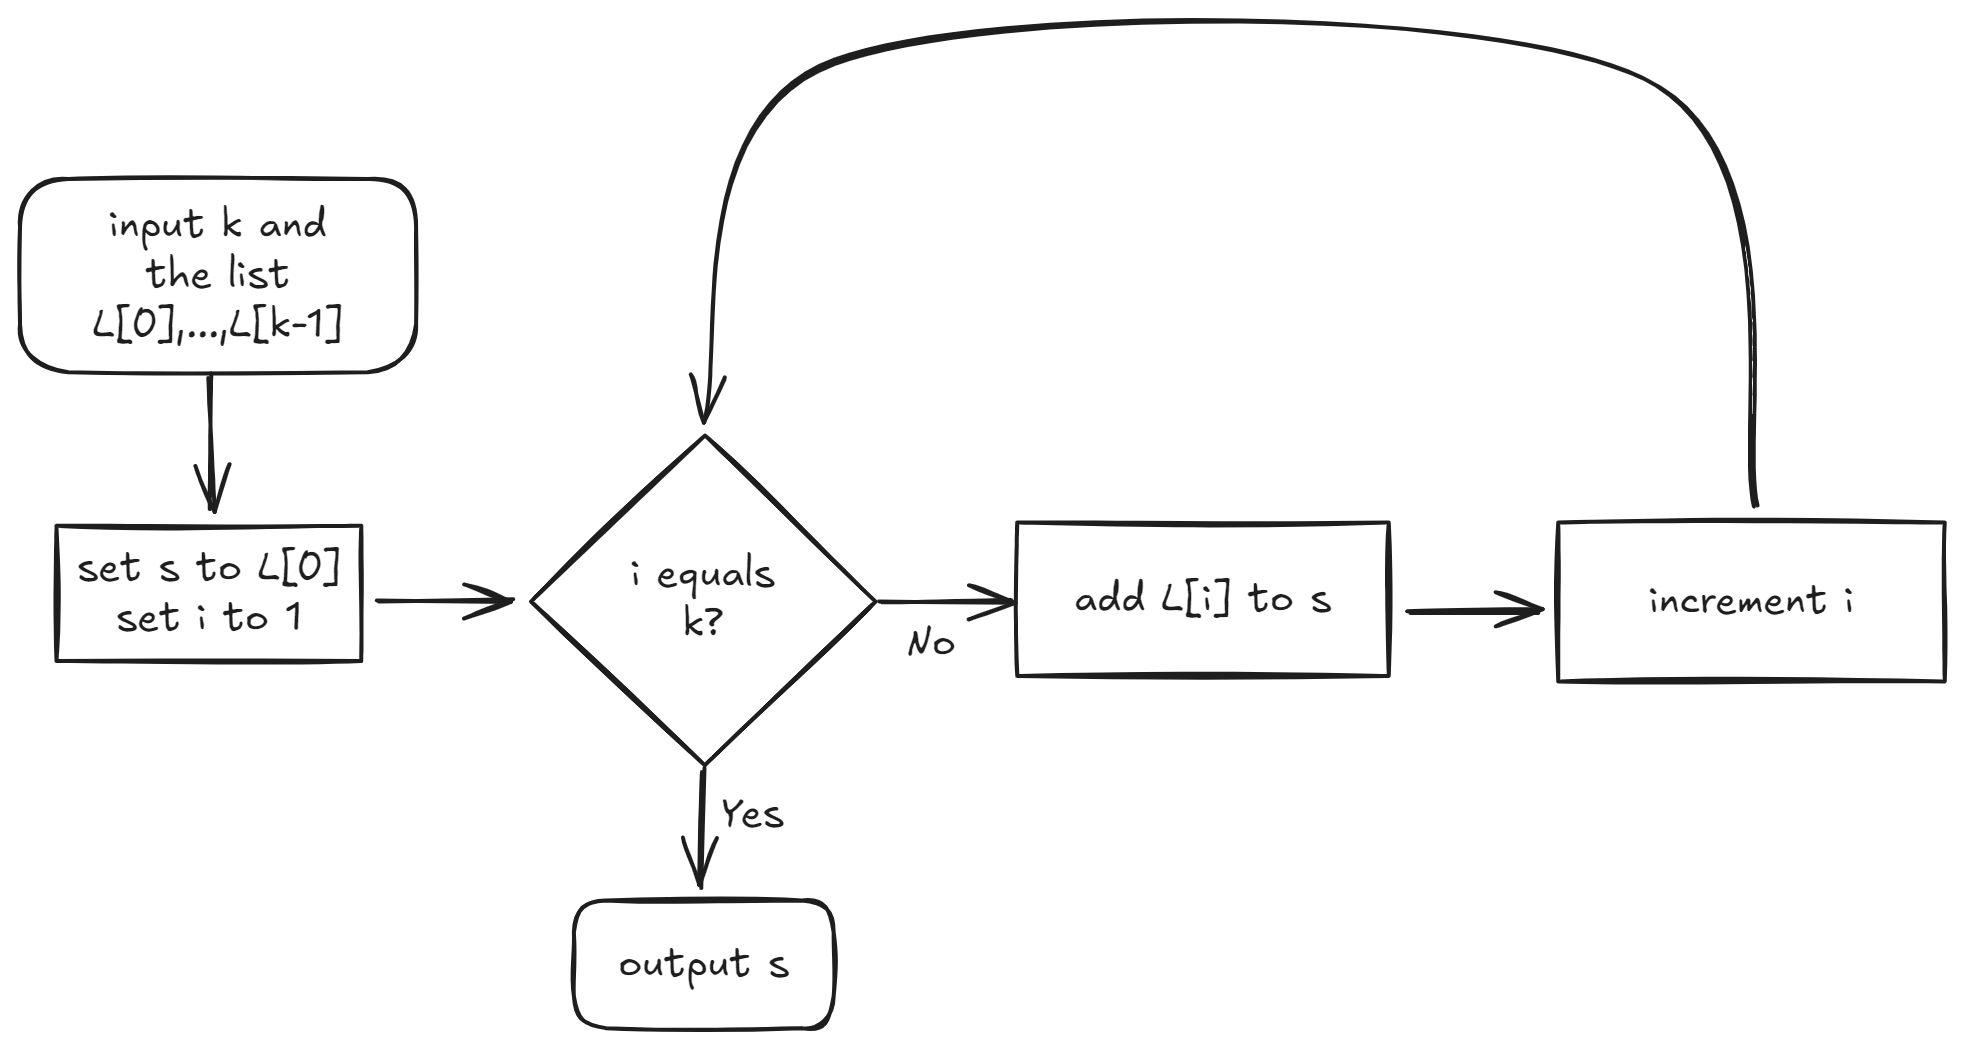 input k and
the list
L[0],...,L[k-1]
set s to L[0]
set i to 1
i equals
k?
No
add L[i] to s
increment i
Yes
output s